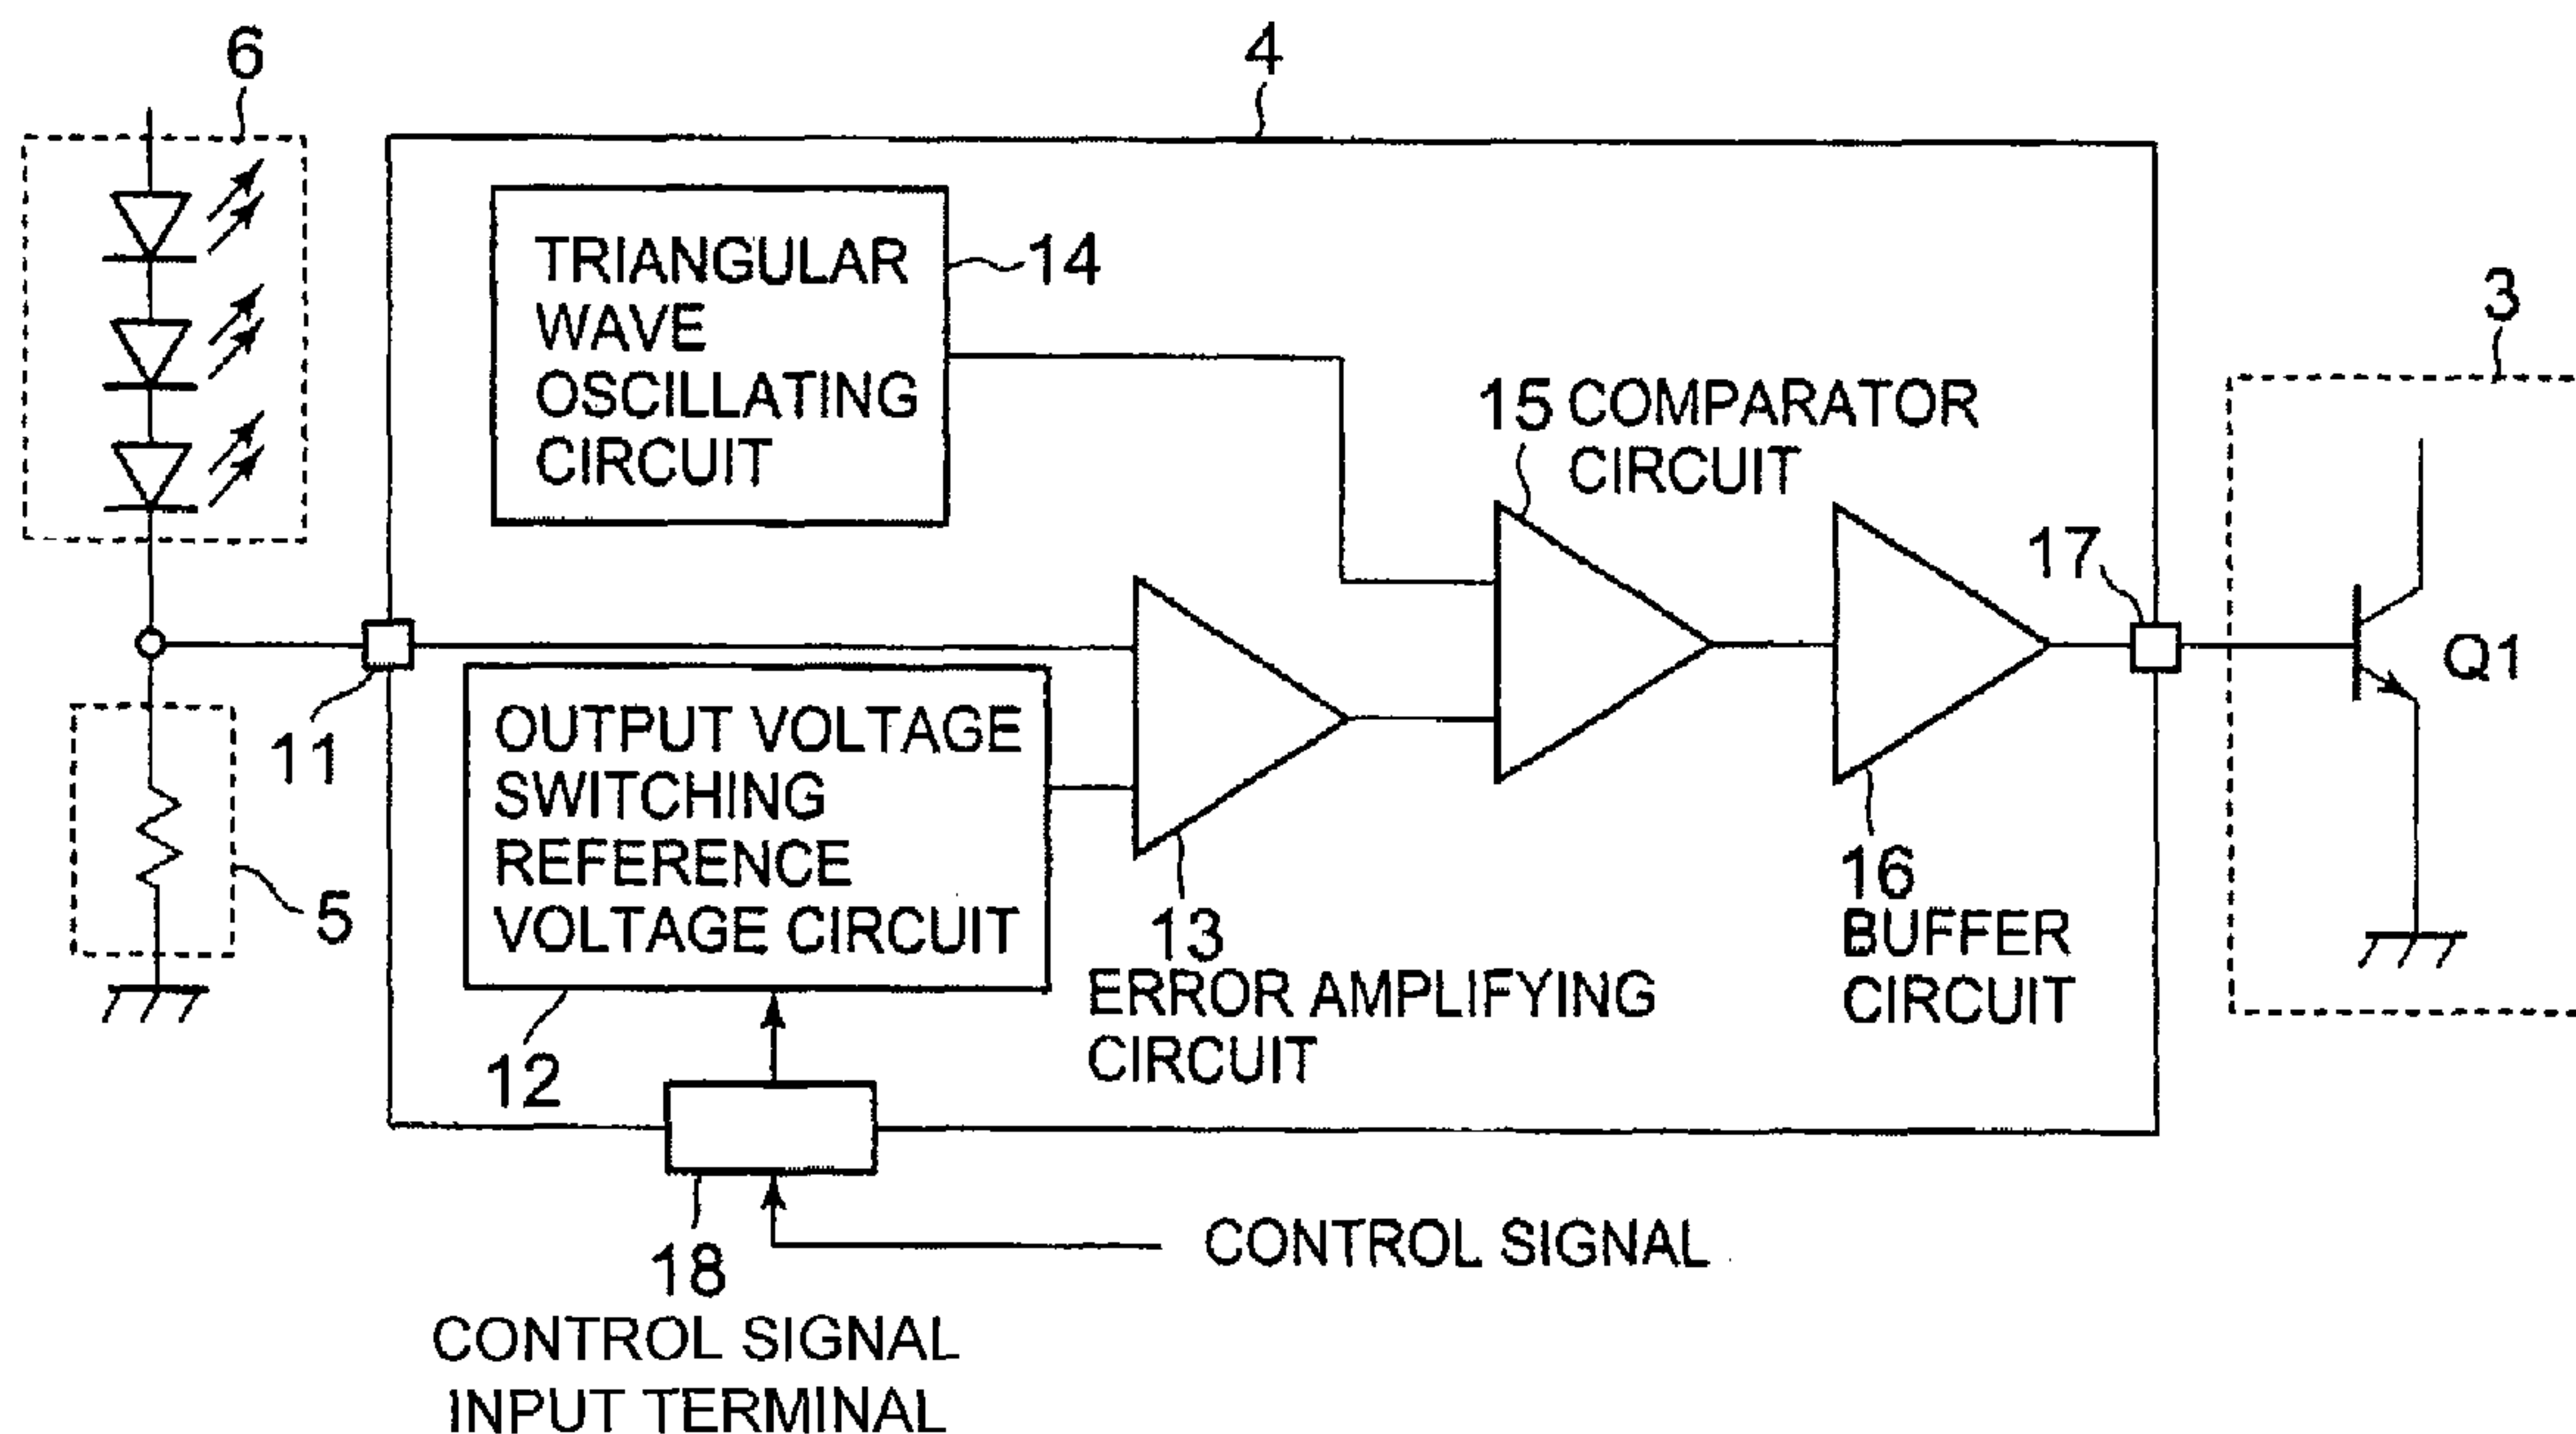 6
4
TRIANGULAR
WAVE
OSCILLATING
CIRCUIT
14
3
15 COMPARATOR
CIRCUIT
17
Q1
11
OUTPUT VOLTAGE
SWITCHING
REFERENCE
VOLTAGE CIRCUIT
5
13
ERROR AMPLIFYING
CIRCUIT
16
BUFFER
CIRCUIT
12
18
CONTROL SIGNAL
CONTROL SIGNAL
INPUT TERMINAL